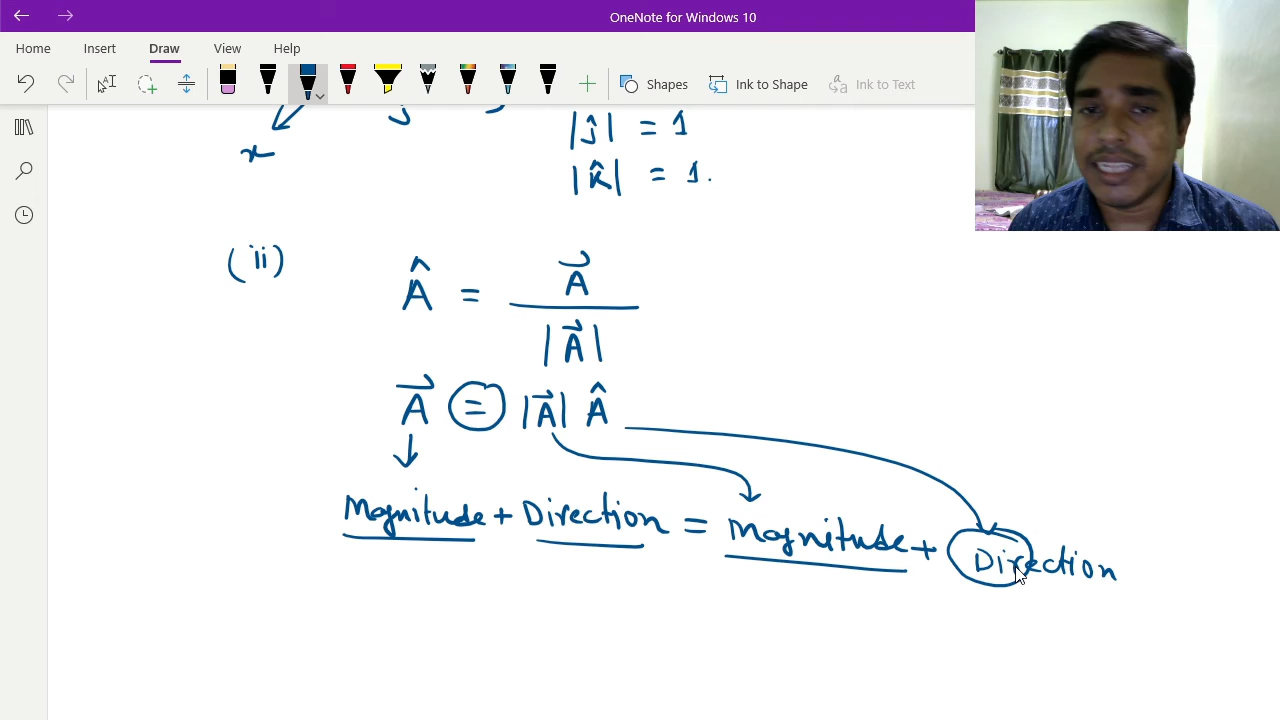 OneNote for Windows 10
Home Insert Draw View Help
Shapes Ink to Shape Ink to Text
|ĵ| = 1
x
|k̂| = 1.
(ii) Â = A⃗ / |A⃗|
A⃗ = |A⃗| Â
Magnitude + Direction = Magnitude + Direction